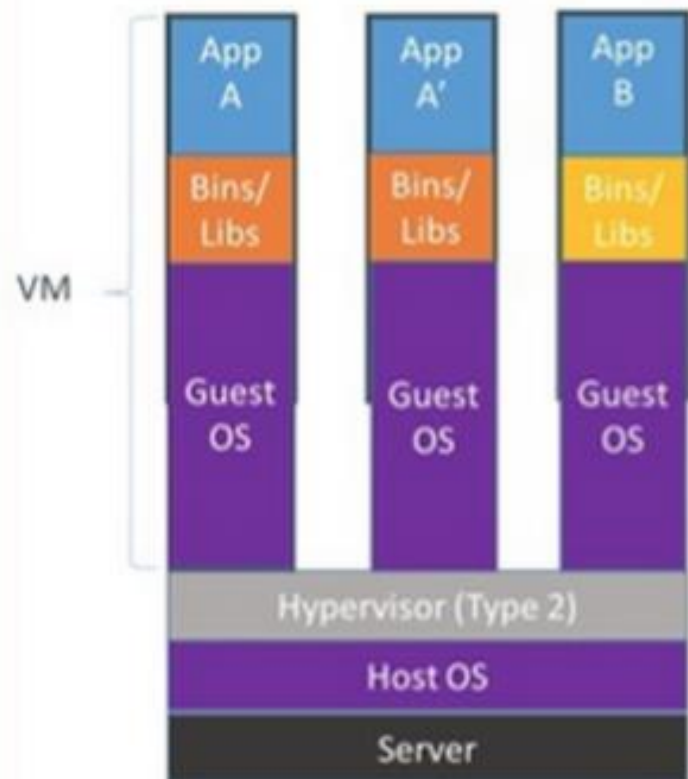 App
A
Bins/
Libs
Guest
OS
App
A'
Bins/
Libs
Guest
OS
App
B
Bins/
Libs
Guest
OS
VM
Hypervisor (Type 2)
Host OS
Server